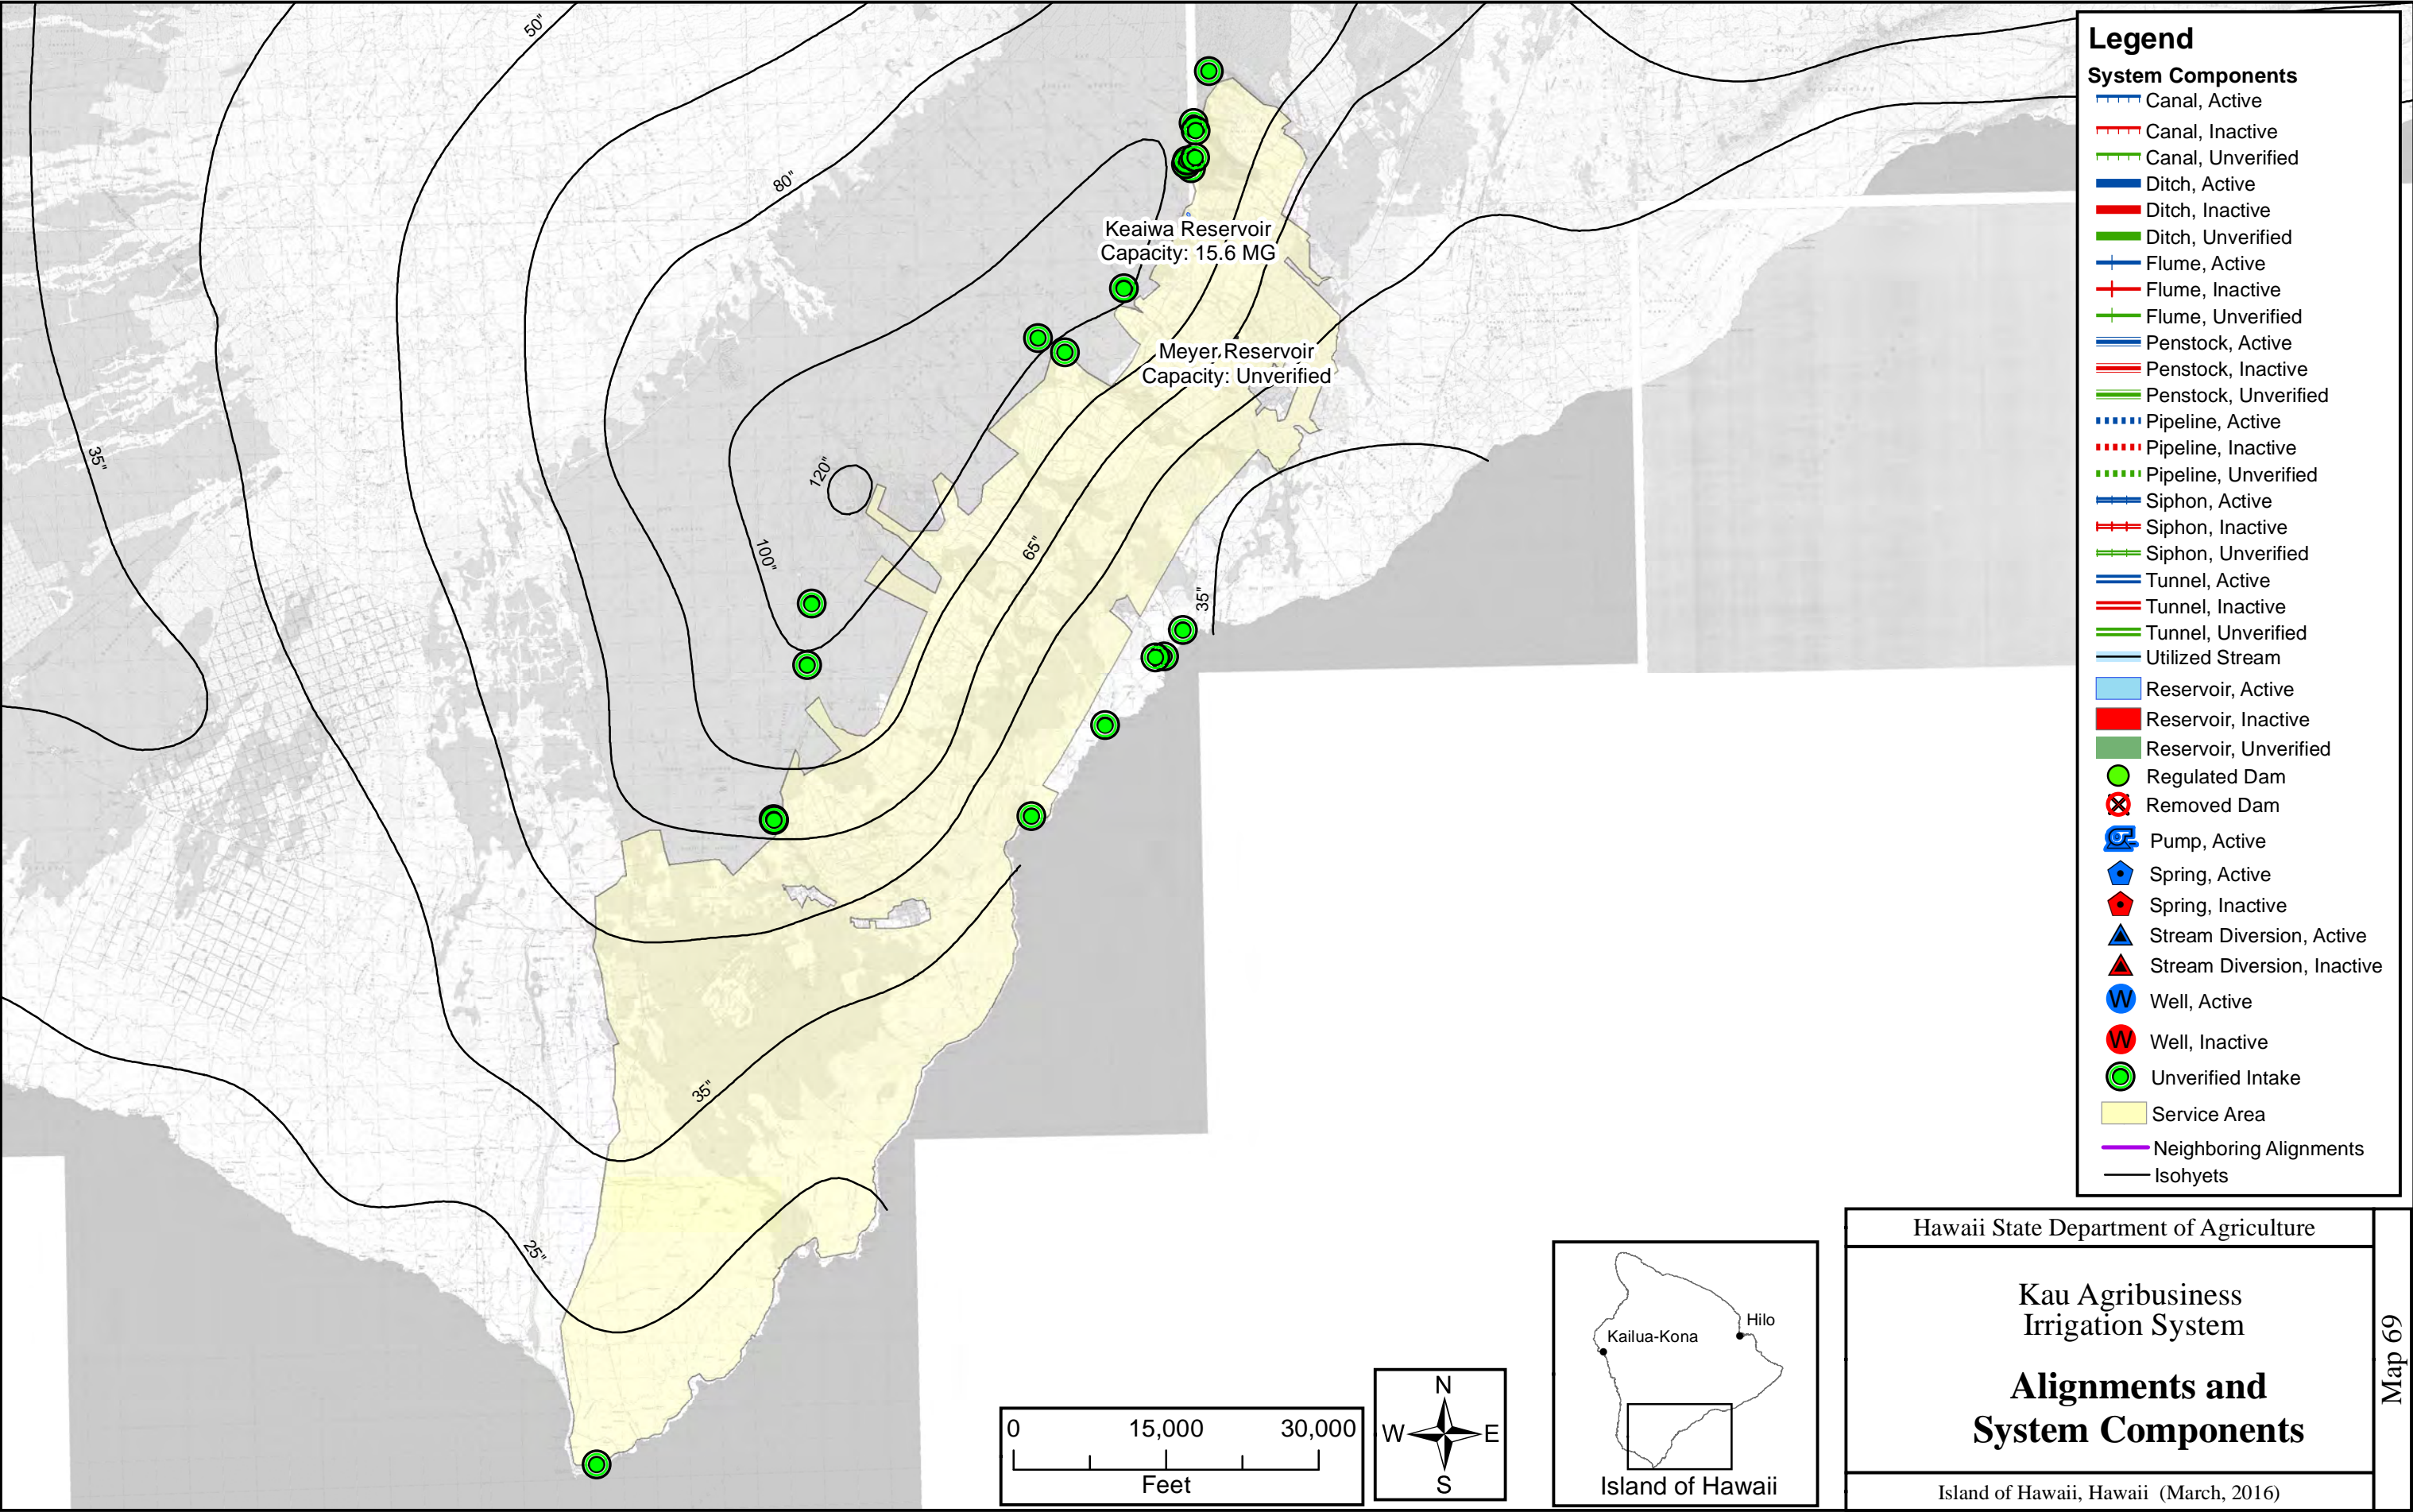 50"
80"
Keaiwa Reservoir
Capacity: 15.6 MG
Meyer Reservoir
Capacity: Unverified
35"
120"
100"
65"
35"
35"
25"
Legend
System Components
Canal, Active
Canal, Inactive
Canal, Unverified
Ditch, Active
Ditch, Inactive
Ditch, Unverified
Flume, Active
Flume, Inactive
Flume, Unverified
Penstock, Active
Penstock, Inactive
Penstock, Unverified
Pipeline, Active
Pipeline, Inactive
Pipeline, Unverified
Siphon, Active
Siphon, Inactive
Siphon, Unverified
Tunnel, Active
Tunnel, Inactive
Tunnel, Unverified
Utilized Stream
Reservoir, Active
Reservoir, Inactive
Reservoir, Unverified
Regulated Dam
Removed Dam
Pump, Active
Spring, Active
Spring, Inactive
Stream Diversion, Active
Stream Diversion, Inactive
W Well, Active
W Well, Inactive
Unverified Intake
Service Area
Neighboring Alignments
Isohyets
0 15,000 30,000
Feet
N
W E
S
Hilo
Kailua-Kona
Island of Hawaii
Hawaii State Department of Agriculture
Kau Agribusiness
Irrigation System
Alignments and
System Components
Island of Hawaii, Hawaii (March, 2016)
Map 69